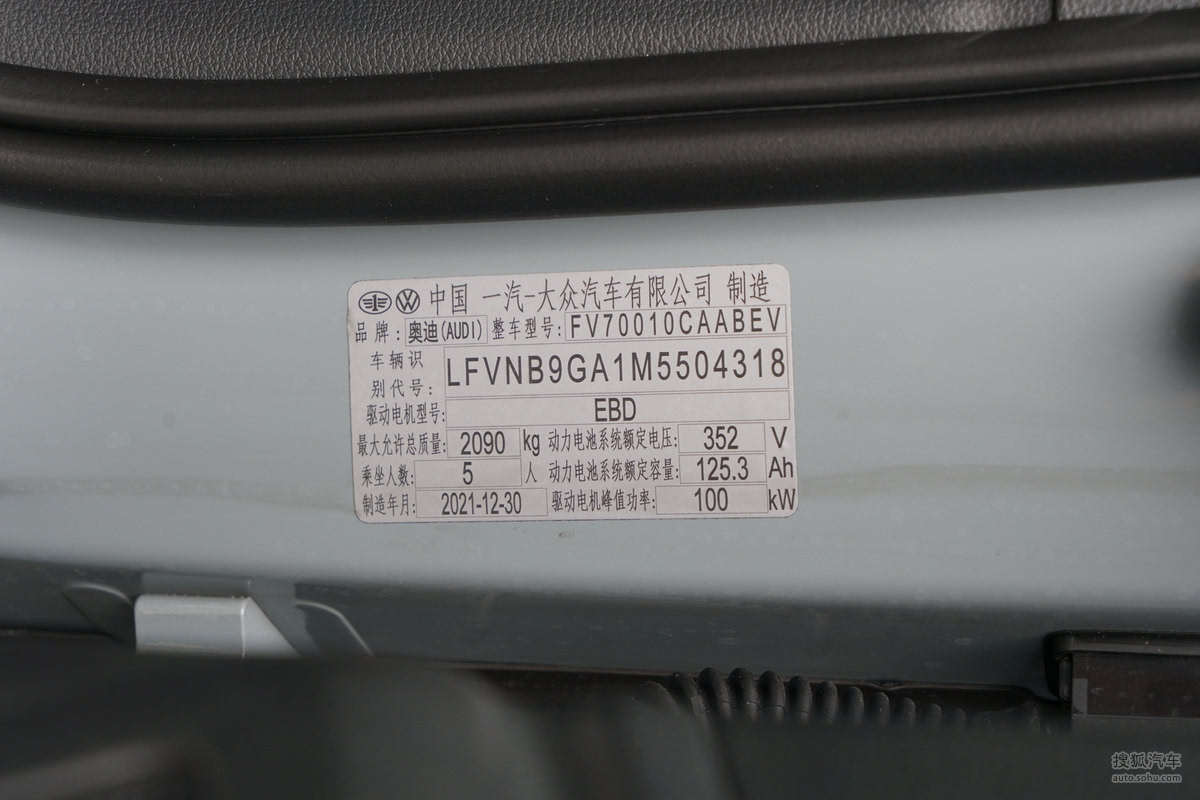 中国 一汽-大众汽车有限公司 制造
品牌: 奥迪(AUDI) 整车型号: FV70010CAABEV
车辆识别代号: LFVNB9GA1M5504318
驱动电机型号: EBD
最大允许总质量: 2090 kg 动力电池系统额定电压: 352 V
乘坐人数: 5 人 动力电池系统额定容量: 125.3 Ah
制造年月: 2021-12-30 驱动电机峰值功率: 100 kW
搜狐汽车
auto.sohu.com